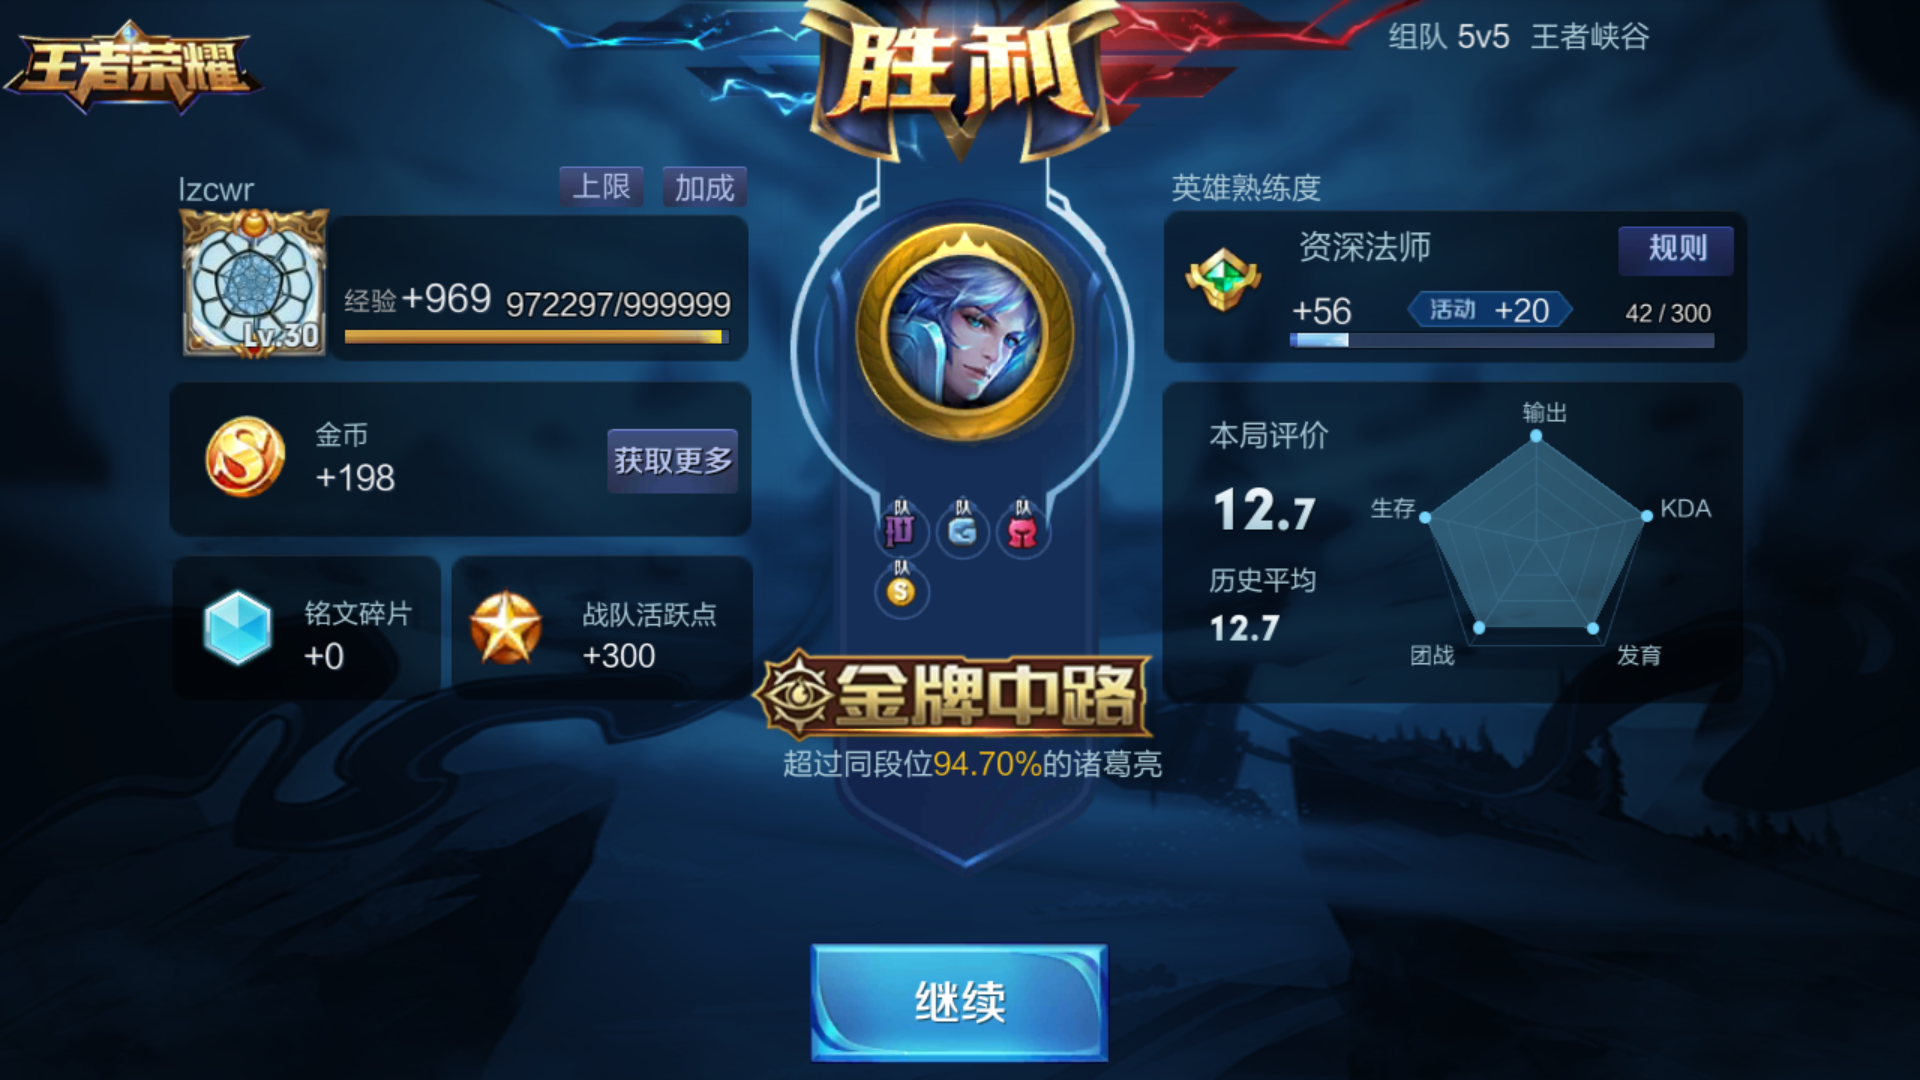 王者荣耀
胜利
组队 5v5 王者峡谷
lzcwr
上限
加成
Lv.30
经验 +969 972297/999999
金币
+198
获取更多
铭文碎片
+0
战队活跃点
+300
队
队
队
队
金牌中路
超过同段位94.70%的诸葛亮
英雄熟练度
资深法师
规则
+56
活动 +20
42 / 300
本局评价
12.7
历史平均
12.7
输出
生存
KDA
团战
发育
继续